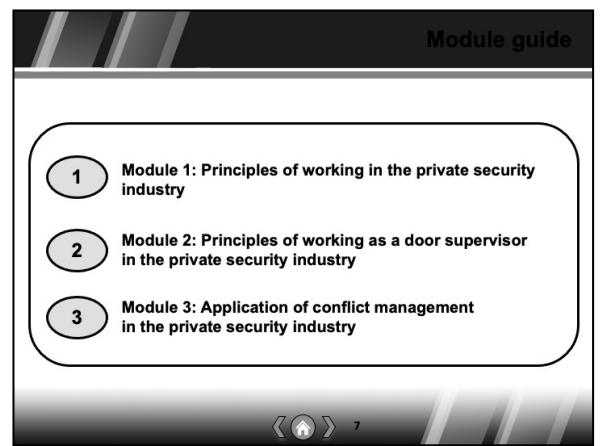 Module guide
1
Module 1: Principles of working in the private security
industry
2
Module 2: Principles of working as a door supervisor
in the private security industry
3
Module 3: Application of conflict management
in the private security industry
7